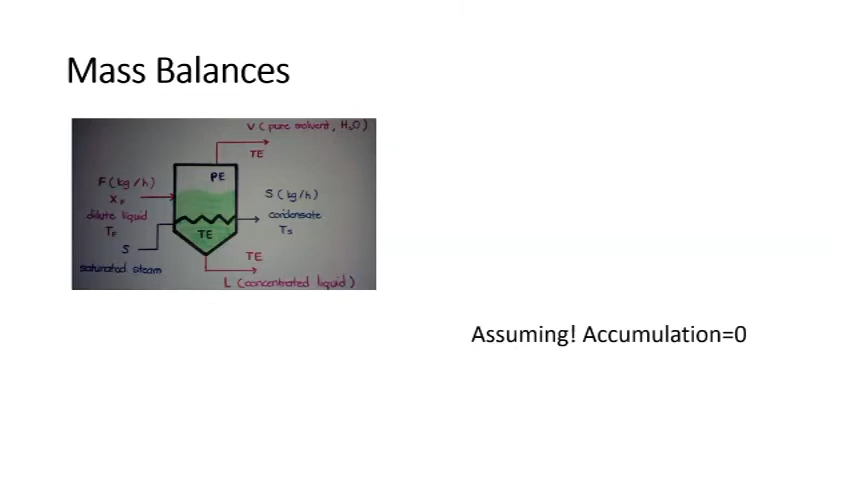 Mass Balances
V (pure solvent, H₂O)
TE
PE
F (kg/h)
X_F
dilute liquid
T_F
S
saturated steam
S (kg/h)
condensate
T_S
TE
TE
L (concentrated liquid)
Assuming! Accumulation=0